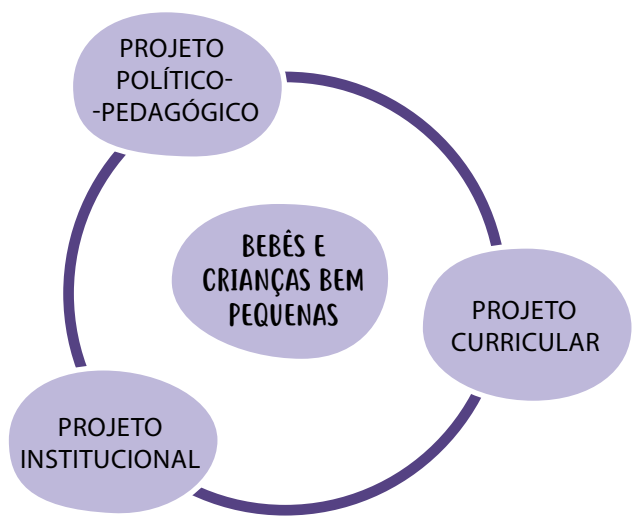 PROJETO
POLÍTICO-
-PEDAGÓGICO
BEBÊS E
CRIANÇAS BEM
PEQUENAS
PROJETO
CURRICULAR
PROJETO
INSTITUCIONAL